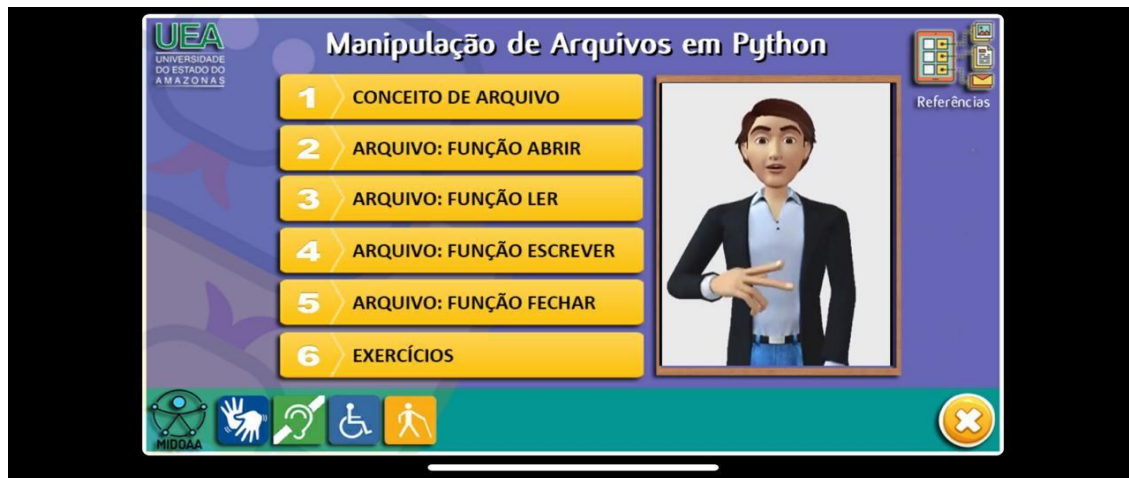 UEA
UNIVERSIDADE
DO ESTADO DO
AMAZONAS
Manipulação de Arquivos em Python
Referências
1 CONCEITO DE ARQUIVO
2 ARQUIVO: FUNÇÃO ABRIR
3 ARQUIVO: FUNÇÃO LER
4 ARQUIVO: FUNÇÃO ESCREVER
5 ARQUIVO: FUNÇÃO FECHAR
6 EXERCÍCIOS
MIDOAA